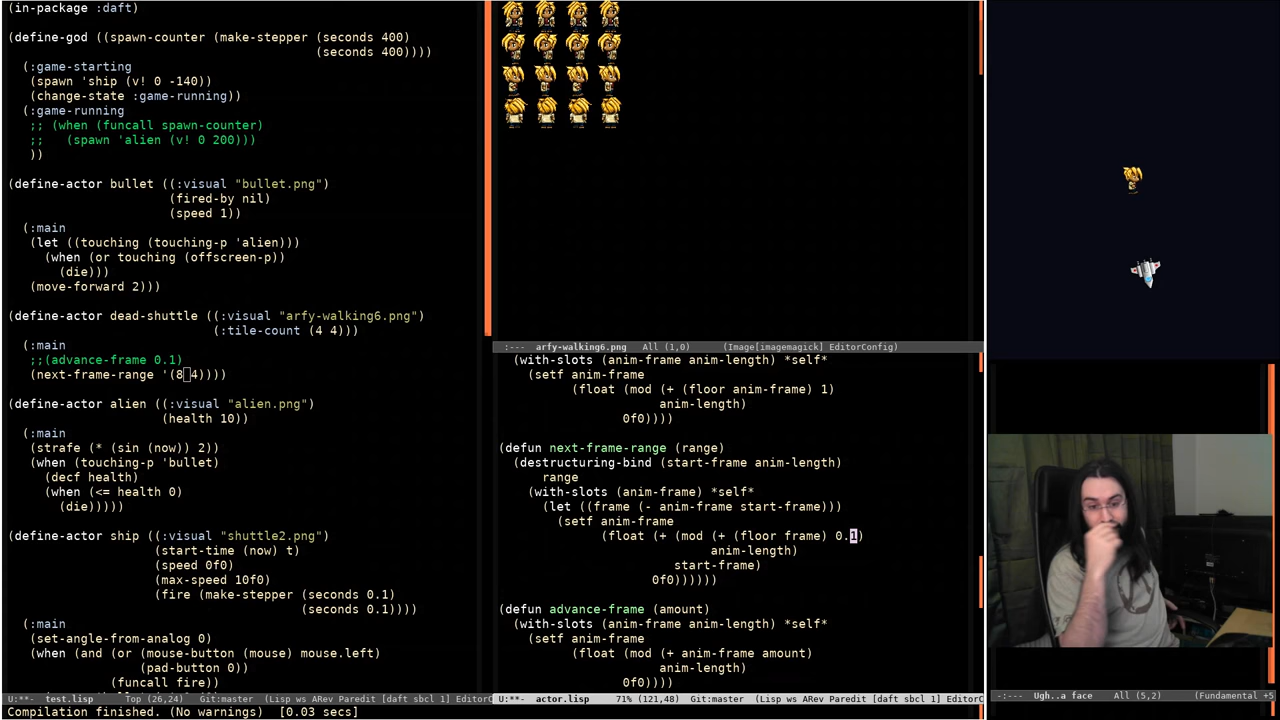 (in-package :daft)
(define-god ((spawn-counter (make-stepper (seconds 400)
(seconds 400))))
(:game-starting
(spawn 'ship (v! 0 -140))
(change-state :game-running))
(:game-running
;; (when (funcall spawn-counter)
;;   (spawn 'alien (v! 0 200)))
))
(define-actor bullet ((:visual "bullet.png")
(fired-by nil)
(speed 1))
(:main
(let ((touching (touching-p 'alien)))
(when (or touching (offscreen-p))
(die)))
(move-forward 2)))
(define-actor dead-shuttle ((:visual "arfy-walking6.png")
(:tile-count (4 4)))
(:main
;;(advance-frame 0.1)
(next-frame-range '(8 4))))
(define-actor alien ((:visual "alien.png")
(health 10))
(:main
(strafe (* (sin (now)) 2))
(when (touching-p 'bullet)
(decf health)
(when (<= health 0)
(die)))))
(define-actor ship ((:visual "shuttle2.png")
(start-time (now) t)
(speed 0f0)
(max-speed 10f0)
(fire (make-stepper (seconds 0.1)
(seconds 0.1))))
(:main
(set-angle-from-analog 0)
(when (and (or (mouse-button (mouse) mouse.left)
(pad-button 0))
(funcall fire))
U:**-  test.lisp      Top (26,24)    Git:master  (Lisp ws ARev Paredit [daft sbcl 1] EditorC
Compilation finished. (No warnings)  [0.03 secs]
:---  arfy-walking6.png   All (1,0)      (Image[imagemagick] EditorConfig)
(with-slots (anim-frame anim-length) *self*
(setf anim-frame
(float (mod (+ (floor anim-frame) 1)
anim-length)
0f0))))
(defun next-frame-range (range)
(destructuring-bind (start-frame anim-length)
range
(with-slots (anim-frame) *self*
(let ((frame (- anim-frame start-frame)))
(setf anim-frame
(float (+ (mod (+ (floor frame) 0.1)
anim-length)
start-frame)
0f0))))))
(defun advance-frame (amount)
(with-slots (anim-frame anim-length) *self*
(setf anim-frame
(float (mod (+ anim-frame amount)
anim-length)
0f0))))
U:**-  actor.lisp     71% (121,48)   Git:master  (Lisp ws ARev Paredit [daft sbcl 1] EditorC
-:---  Ugh..a face    All (5,2)      (Fundamental +5